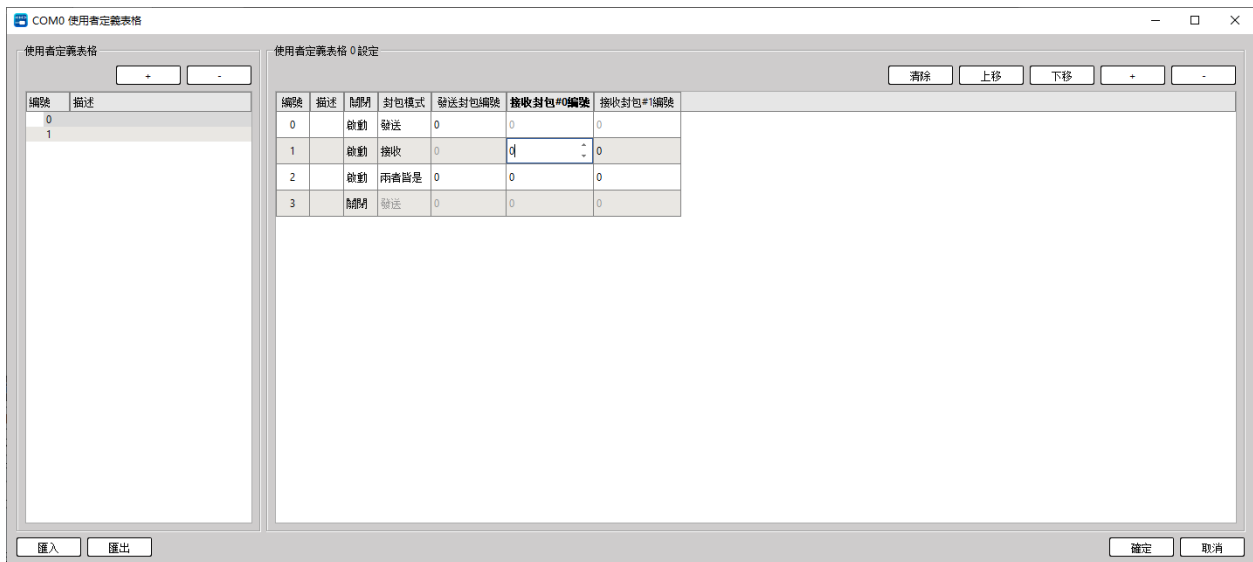 COM0 使用者定義表格
使用者定義表格
+ -
編號 描述
0
1
使用者定義表格 0 設定
清除 上移 下移 + -
編號 描述 關閉 封包模式 發送封包編號 接收封包#0編號 接收封包#1編號
0 啟動 發送 0 0 0
1 啟動 接收 0 0 0
2 啟動 兩者皆是 0 0 0
3 關閉 發送 0 0 0
匯入 匯出
確定 取消